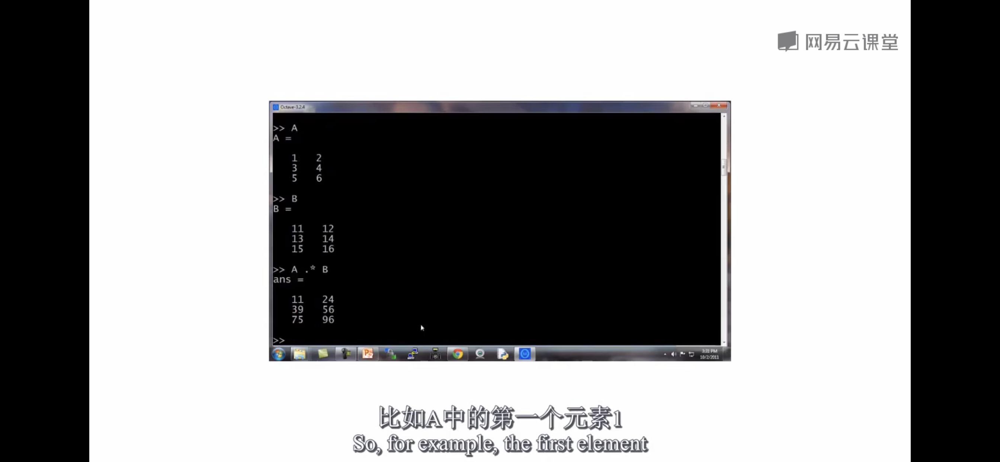 网易云课堂
Octave-3.2.4
>> A
A =
1 2
3 4
5 6
>> B
B =
11 12
13 14
15 16
>> A .* B
ans =
11 24
39 56
75 96
>>
3:31 PM
10/2/2011
比如A中的第一个元素1
So, for example, the first element